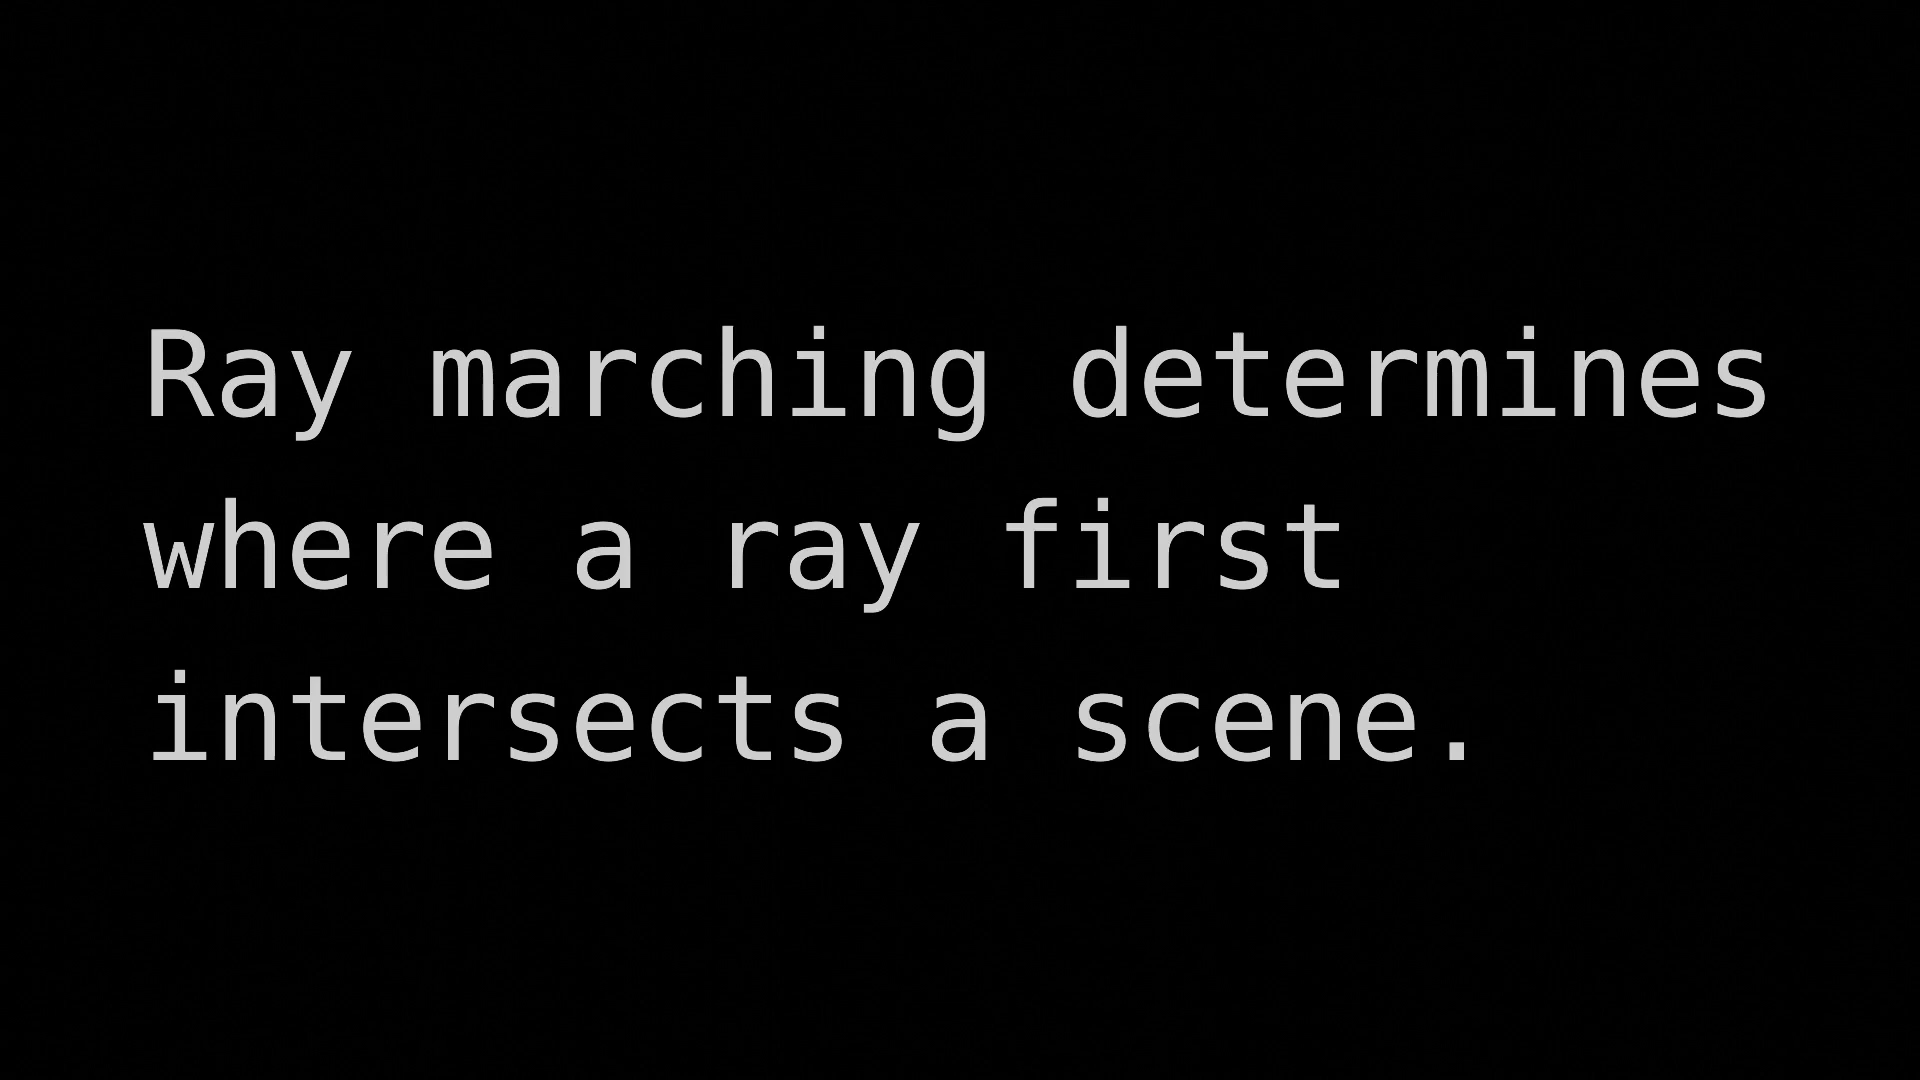 Ray marching determines
where a ray first
intersects a scene.